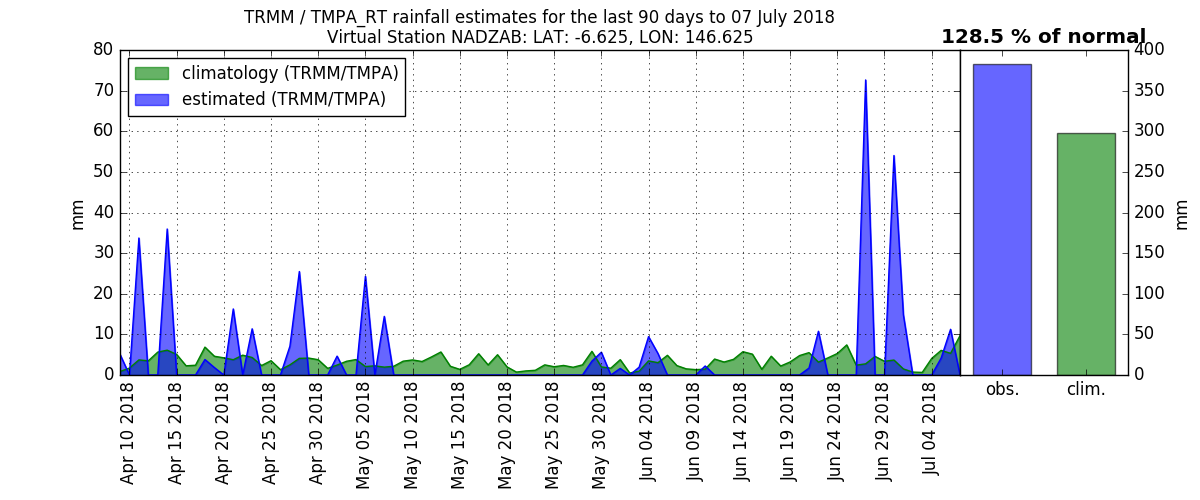 TRMM / TMPA_RT rainfall estimates for the last 90 days to 07 July 2018
Virtual Station NADZAB: LAT: -6.625, LON: 146.625
128.5 % of normal
climatology (TRMM/TMPA)
estimated (TRMM/TMPA)
80
70
60
50
40
30
20
10
0
mm
Apr 10 2018
Apr 15 2018
Apr 20 2018
Apr 25 2018
Apr 30 2018
May 05 2018
May 10 2018
May 15 2018
May 20 2018
May 25 2018
May 30 2018
Jun 04 2018
Jun 09 2018
Jun 14 2018
Jun 19 2018
Jun 24 2018
Jun 29 2018
Jul 04 2018
obs.
clim.
400
350
300
250
200
150
100
50
0
mm